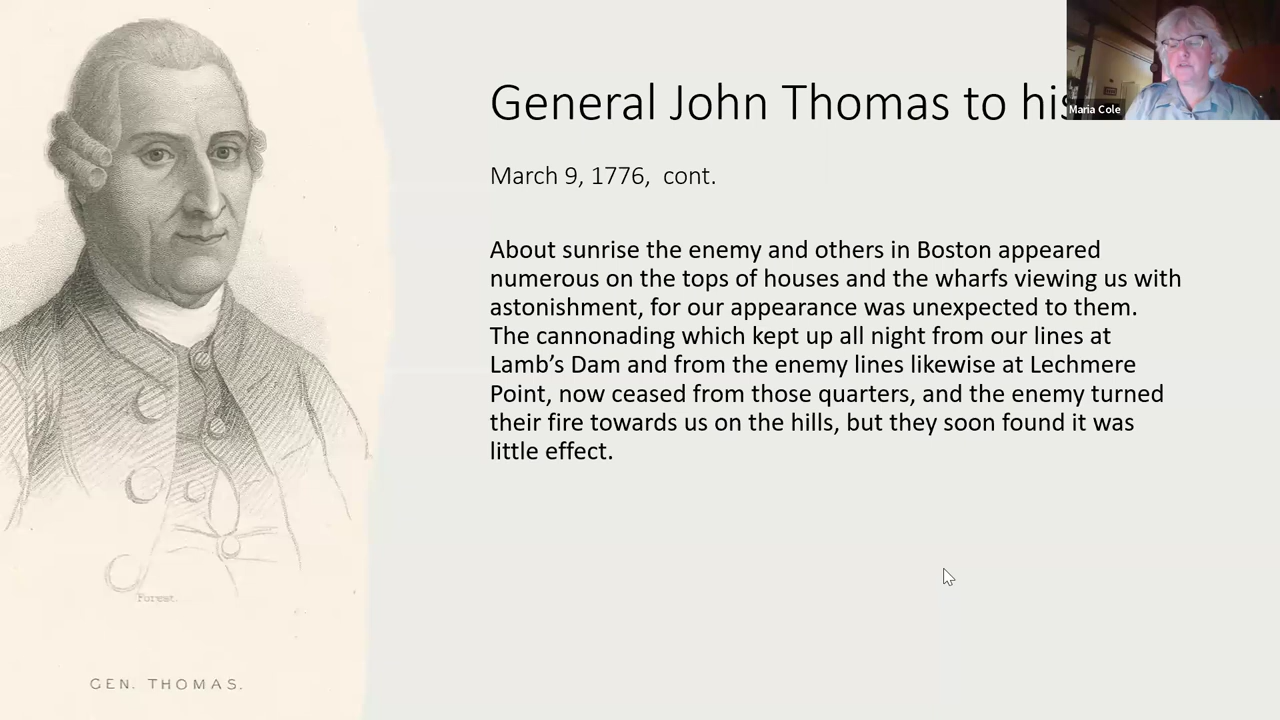 General John Thomas to his
Maria Cole
March 9, 1776,  cont.
About sunrise the enemy and others in Boston appeared
numerous on the tops of houses and the wharfs viewing us with
astonishment, for our appearance was unexpected to them.
The cannonading which kept up all night from our lines at
Lamb’s Dam and from the enemy lines likewise at Lechmere
Point, now ceased from those quarters, and the enemy turned
their fire towards us on the hills, but they soon found it was
little effect.
Forest.
GEN. THOMAS.